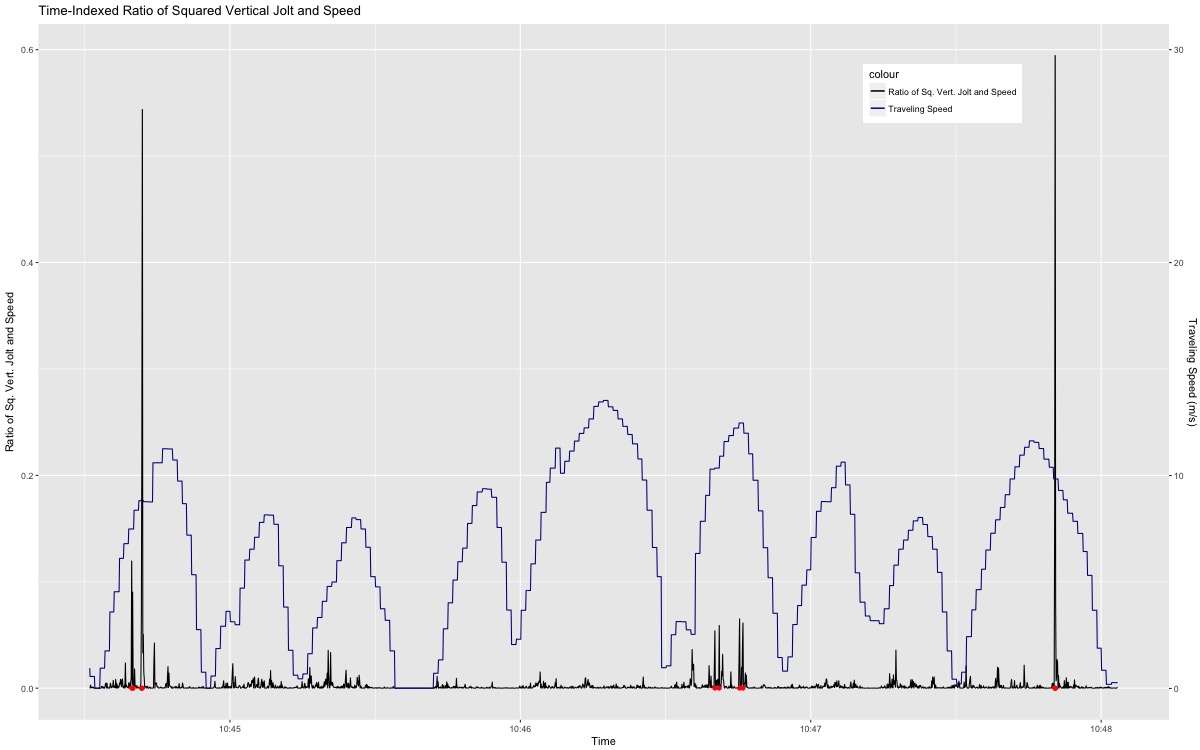 Time-Indexed Ratio of Squared Vertical Jolt and Speed
0.6
0.4
0.2
0.0
Ratio of Sq. Vert. Jolt and Speed
30
20
10
0
Traveling Speed (m/s)
colour
Ratio of Sq. Vert. Jolt and Speed
Traveling Speed
10:45
10:46
10:47
10:48
Time